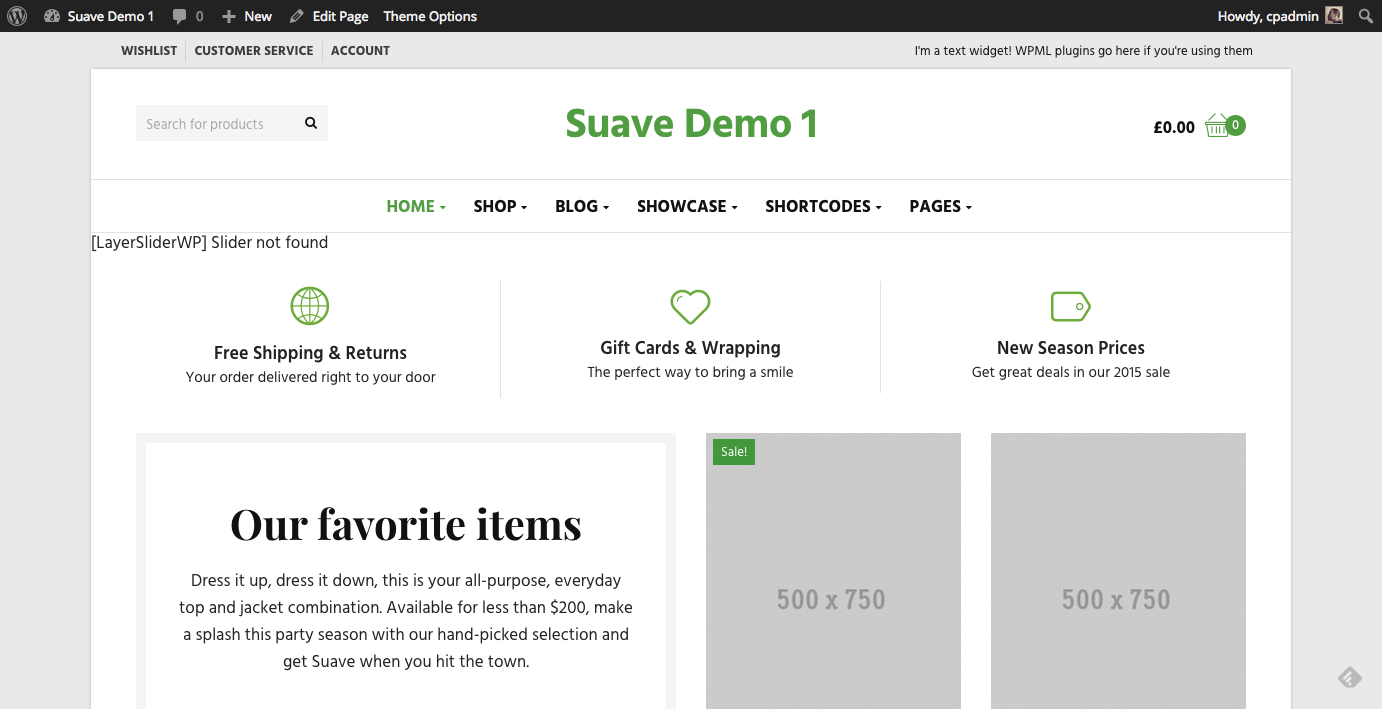 Suave Demo 1 0 New Edit Page Theme Options Howdy, cpadmin
WISHLIST CUSTOMER SERVICE ACCOUNT I'm a text widget! WPML plugins go here if you're using them
Search for products Suave Demo 1 £0.00 0
HOME SHOP BLOG SHOWCASE SHORTCODES PAGES
[LayerSliderWP] Slider not found
Free Shipping & Returns
Your order delivered right to your door
Gift Cards & Wrapping
The perfect way to bring a smile
New Season Prices
Get great deals in our 2015 sale
Our favorite items
Dress it up, dress it down, this is your all-purpose, everyday
top and jacket combination. Available for less than $200, make
a splash this party season with our hand-picked selection and
get Suave when you hit the town.
Sale!
500 x 750
500 x 750